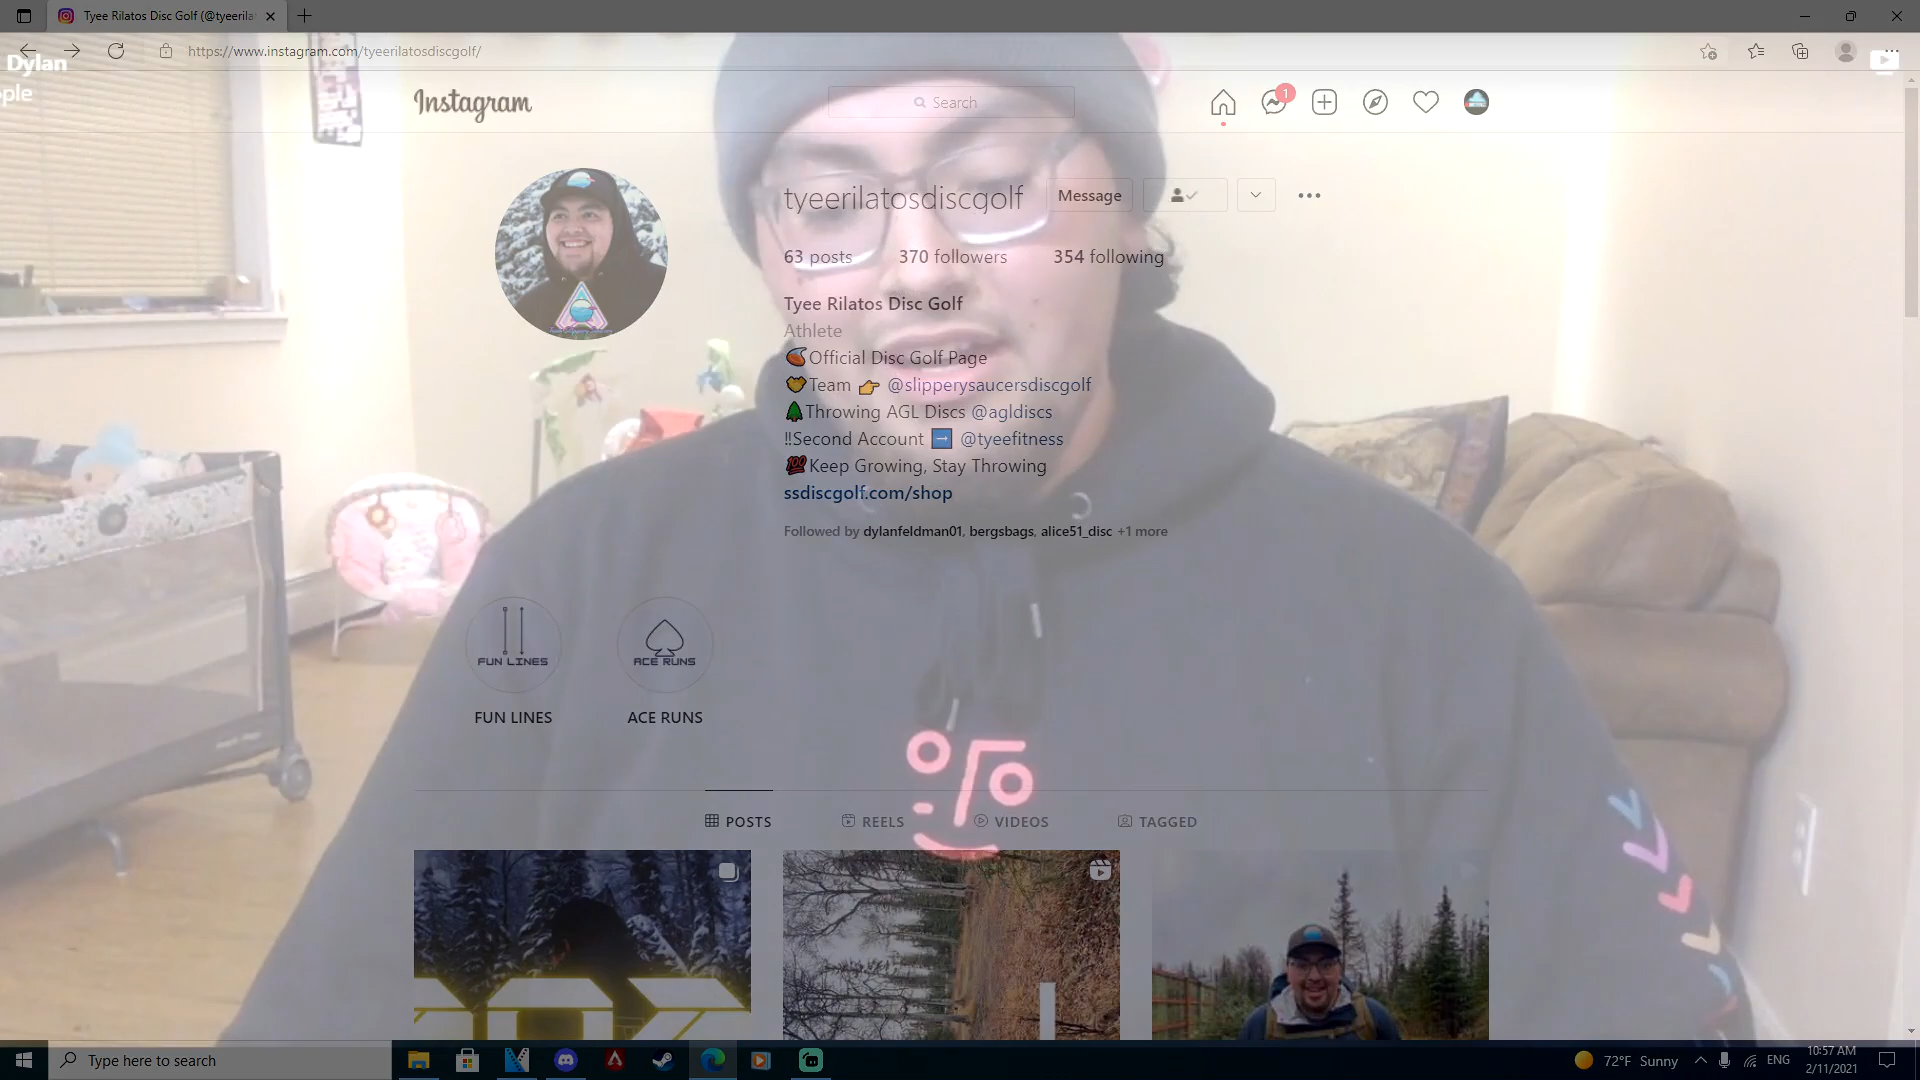 Tyee Rilatos Disc Golf (@tyeerila
https://www.instagram.com/tyeerilatosdiscgolf/
Dylan
ple
Instagram
Search
1
tyeerilatosdiscgolf
Message
63 posts 370 followers 354 following
Tyee Rilatos Disc Golf
Athlete
Official Disc Golf Page
Team @slipperysaucersdiscgolf
Throwing AGL Discs @agldiscs
‼Second Account @tyeefitness
💯Keep Growing, Stay Throwing
ssdiscgolf.com/shop
Followed by dylanfeldman01, bergsbags, alice51_disc +1 more
FUN LINES ACE RUNS
FUN LINES ACE RUNS
POSTS REELS VIDEOS TAGGED
Type here to search
72°F Sunny
ENG
10:57 AM
2/11/2021